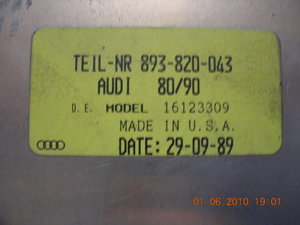 TEIL-NR 893-820-043
AUDI 80/90
D.E. MODEL 16123309
MADE IN U.S.A.
DATE: 29-09-89
01 06 2010 19:01